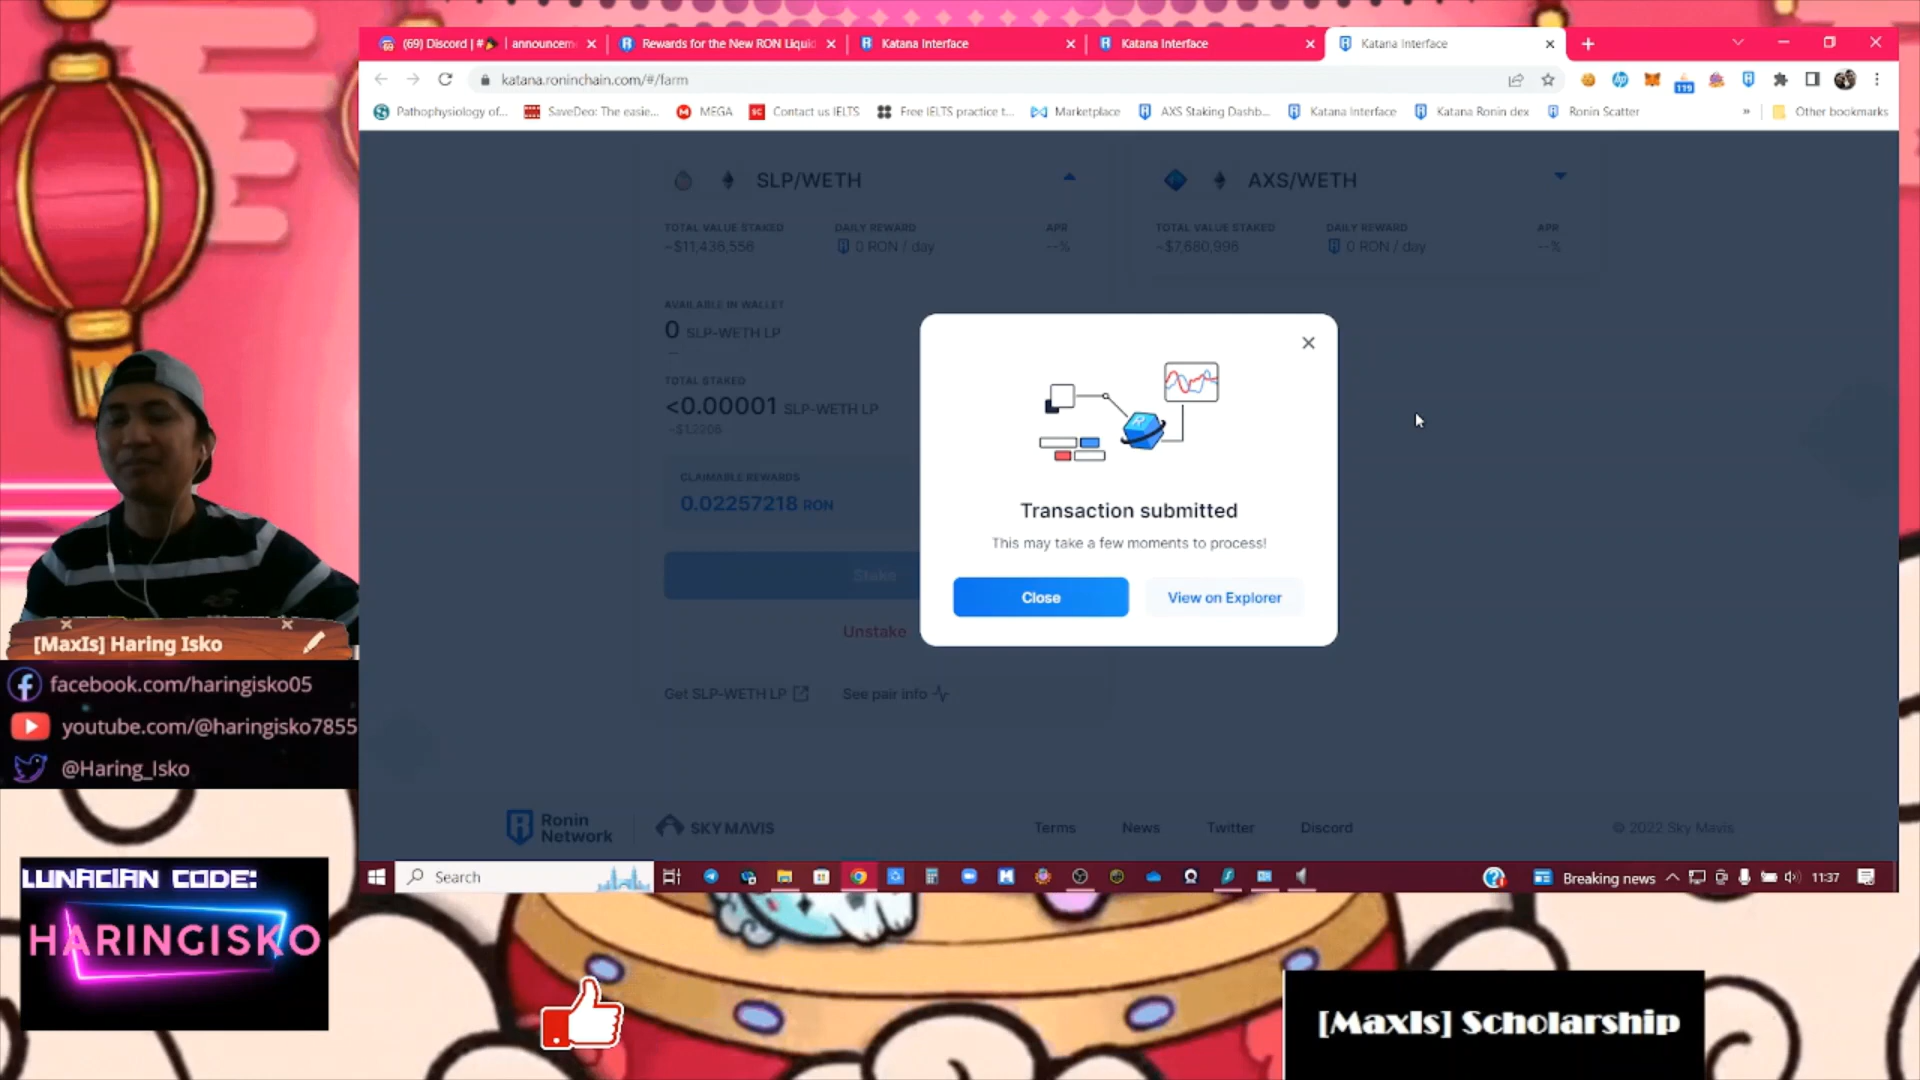 (69) Discord | #
| announcem
Rewards for the New RON Liquid
Katana Interface
Katana Interface
Katana Interface
katana.roninchain.com/#/farm
119
Pathophysiology of...
SaveDeo: The easie...
MEGA
SC
Contact us IELTS
Free IELTS practice t...
Marketplace
AXS Staking Dashb...
Katana Interface
Katana Ronin dex
Ronin Scatter
»
Other bookmarks
SLP/WETH
TOTAL VALUE STAKED
DAILY REWARD
APR
~$11,436,556
0 RON / day
--%
AXS/WETH
TOTAL VALUE STAKED
DAILY REWARD
APR
~$7,680,996
0 RON / day
--%
AVAILABLE IN WALLET
0 SLP-WETH LP
--
TOTAL STAKED
<0.00001 SLP-WETH LP
~$1.2266
CLAIMABLE REWARDS
0.02257218 RON
Stake
Unstake
Get SLP-WETH LP
See pair info
Transaction submitted
This may take a few moments to process!
Close
View on Explorer
Ronin
Network
SKY MAVIS
Terms
News
Twitter
Discord
© 2022 Sky Mavis
Search
Breaking news
11:37
[MaxIs] Haring Isko
facebook.com/haringisko05
youtube.com/@haringisko7855
@Haring_Isko
LUNACIAN CODE:
HARINGISKO
[MaxIs] Scholarship